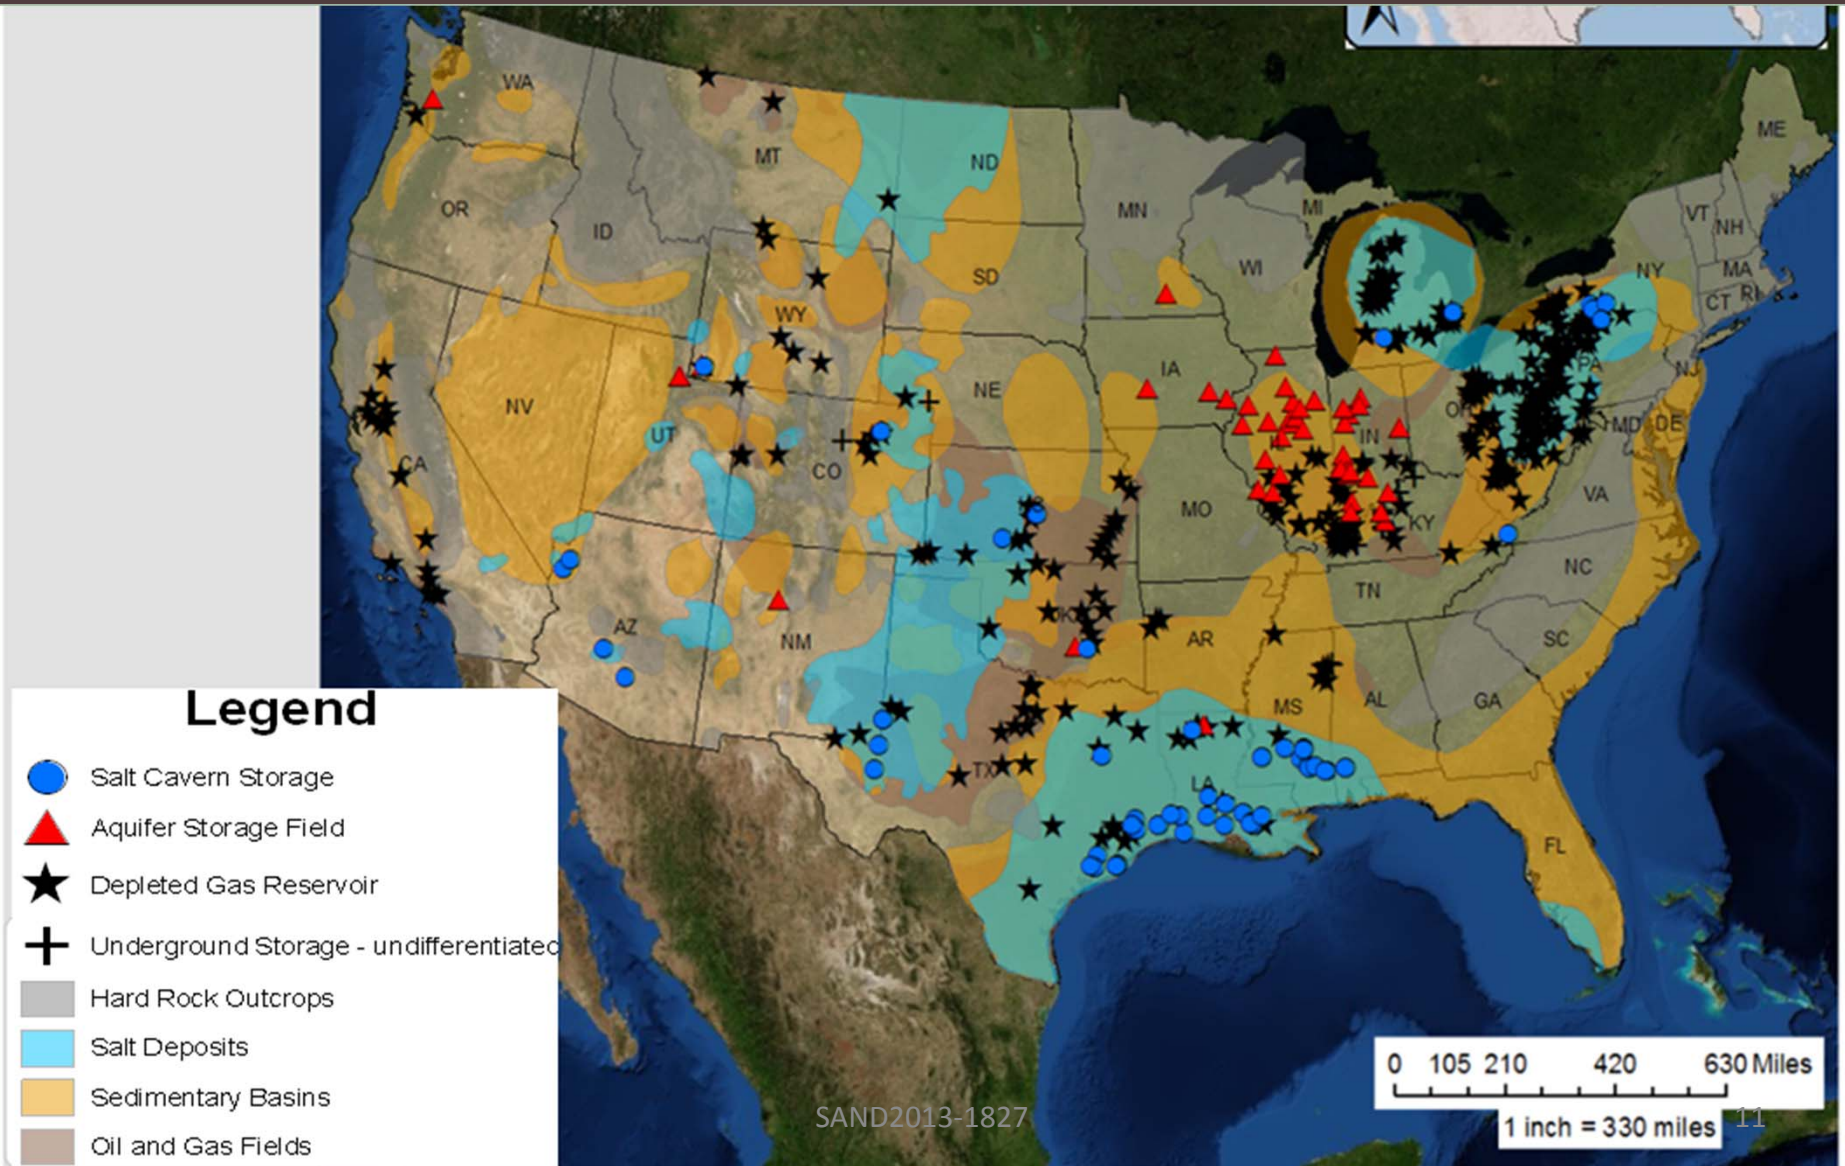 WA
MT
ND
MN
ME
OR
ID
SD
WI
MI
VT
NH
NY
MA
CT
RI
WY
NE
IA
PA
NJ
NV
UT
CO
CA
IN
OH
MD
DE
MO
KY
VA
AZ
NM
AR
TN
NC
SC
MS
AL
GA
TX
LA
FL
Legend
Salt Cavern Storage
Aquifer Storage Field
Depleted Gas Reservoir
Underground Storage - undifferentiated
Hard Rock Outcrops
Salt Deposits
Sedimentary Basins
Oil and Gas Fields
0 105 210 420 630 Miles
1 inch = 330 miles
SAND2013-1827
11